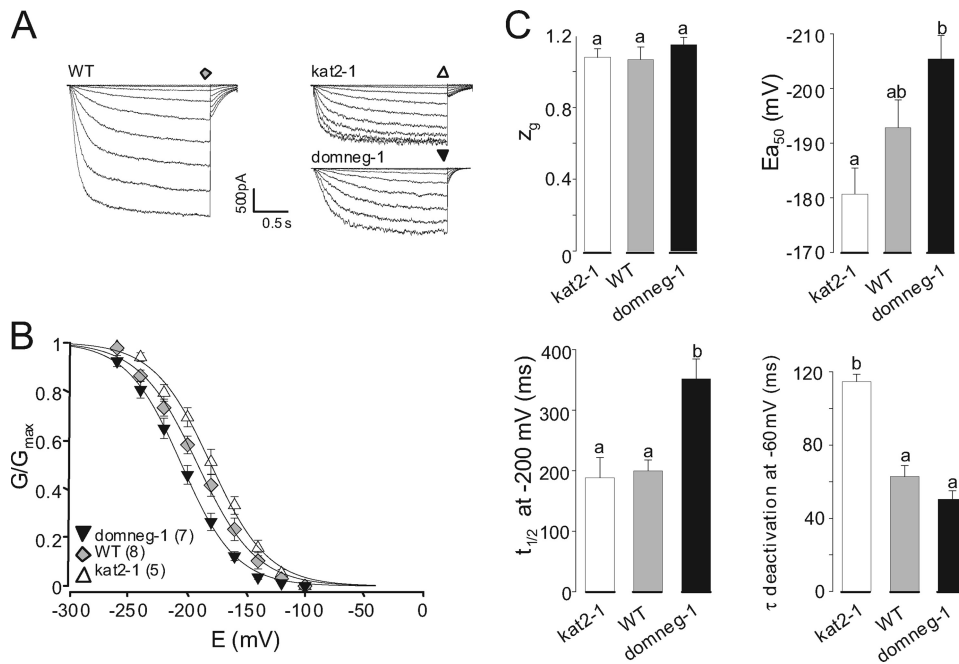 A
WT
kat2-1
domneg-1
500pA
0.5 s
B
G/Gmax
1
0.8
0.6
0.4
0.2
0
domneg-1 (7)
WT (8)
kat2-1 (5)
-300
-250
-200
-150
-100
-50
0
E (mV)
C
zg
1.2
0.8
0.4
0
a
a
a
kat2-1
WT
domneg-1
Ea50 (mV)
-210
-200
-190
-180
-170
a
ab
b
kat2-1
WT
domneg-1
t1/2 at -200 mV (ms)
400
300
200
100
0
a
a
b
kat2-1
WT
domneg-1
τ deactivation at -60mV (ms)
120
80
40
0
b
a
a
kat2-1
WT
domneg-1